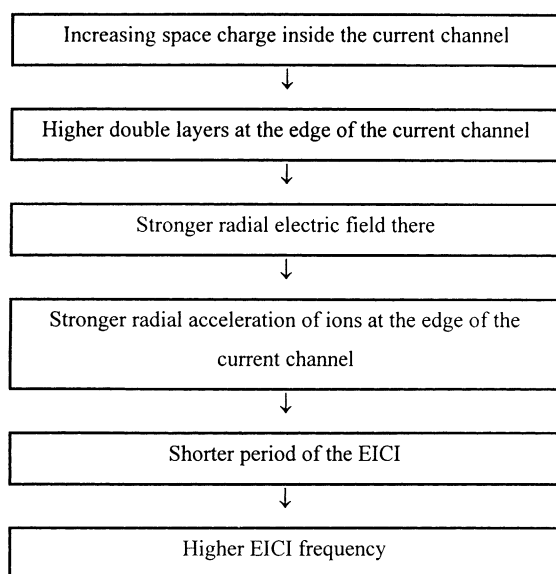 Increasing space charge inside the current channel
↓
Higher double layers at the edge of the current channel
↓
Stronger radial electric field there
↓
Stronger radial acceleration of ions at the edge of the
current channel
↓
Shorter period of the EICI
↓
Higher EICI frequency